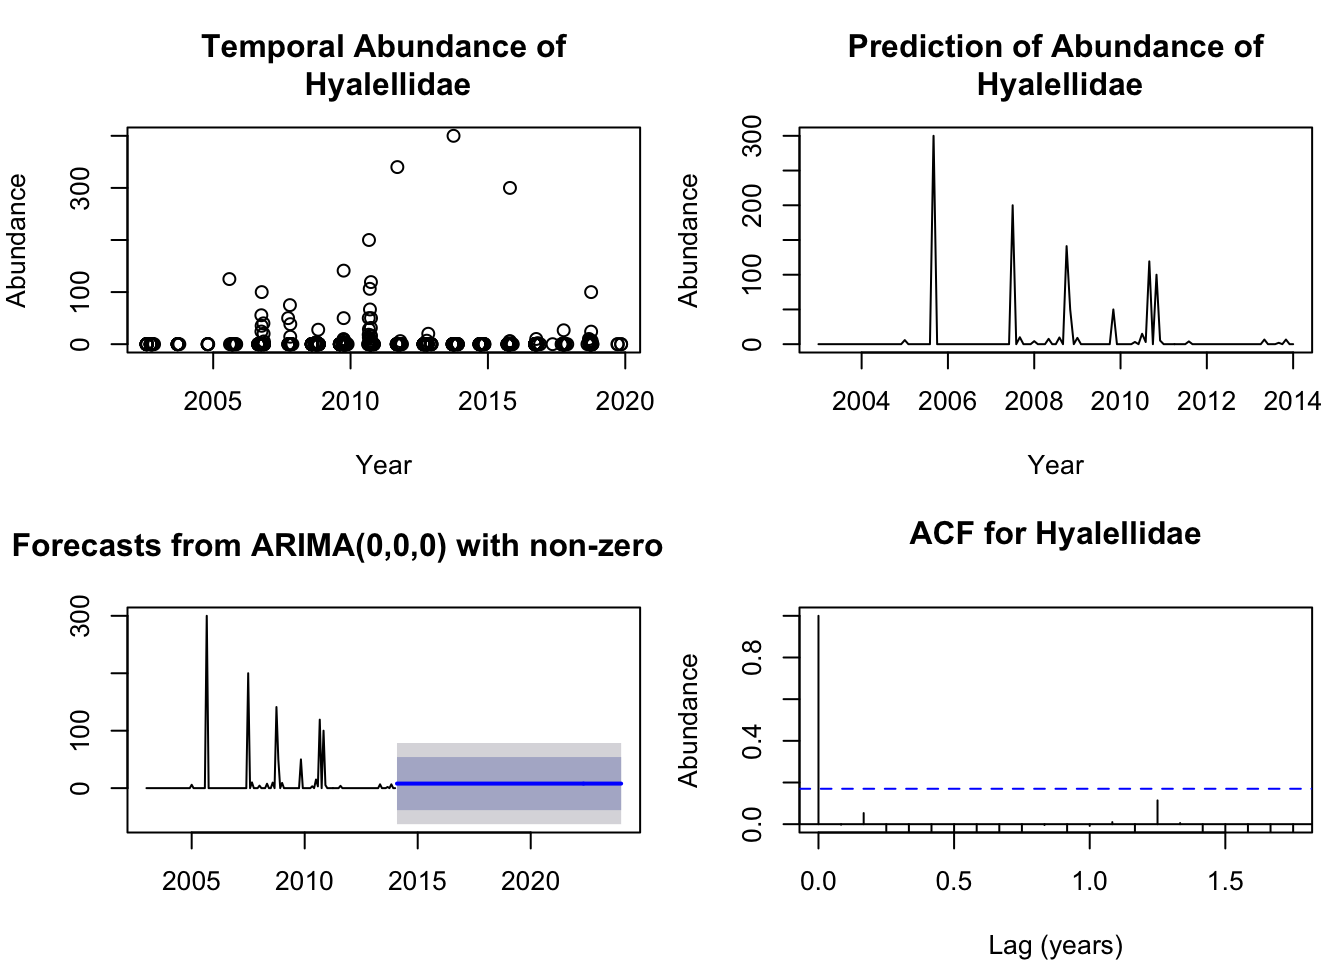 Temporal Abundance of
Hyalellidae
Abundance
300
100
0
2005 2010 2015 2020
Year
Prediction of Abundance of
Hyalellidae
Abundance
300
200
100
0
2004 2006 2008 2010 2012 2014
Year
Forecasts from ARIMA(0,0,0) with non-zero
300
100
0
2005 2010 2015 2020
ACF for Hyalellidae
Abundance
0.8
0.4
0.0
0.0 0.5 1.0 1.5
Lag (years)